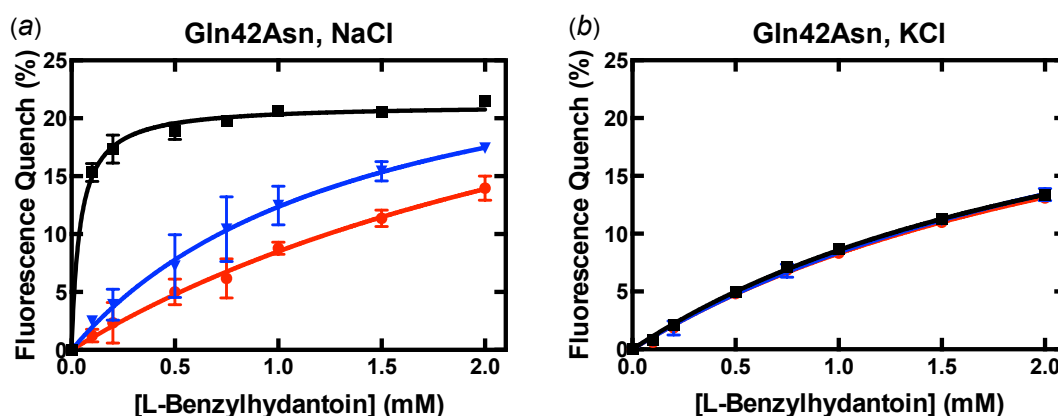 (a)
Gln42Asn, NaCl
Fluorescence Quench (%)
25
20
15
10
5
0
0.0 0.5 1.0 1.5 2.0
[L-Benzylhydantoin] (mM)
(b)
Gln42Asn, KCl
Fluorescence Quench (%)
25
20
15
10
5
0
0.0 0.5 1.0 1.5 2.0
[L-Benzylhydantoin] (mM)